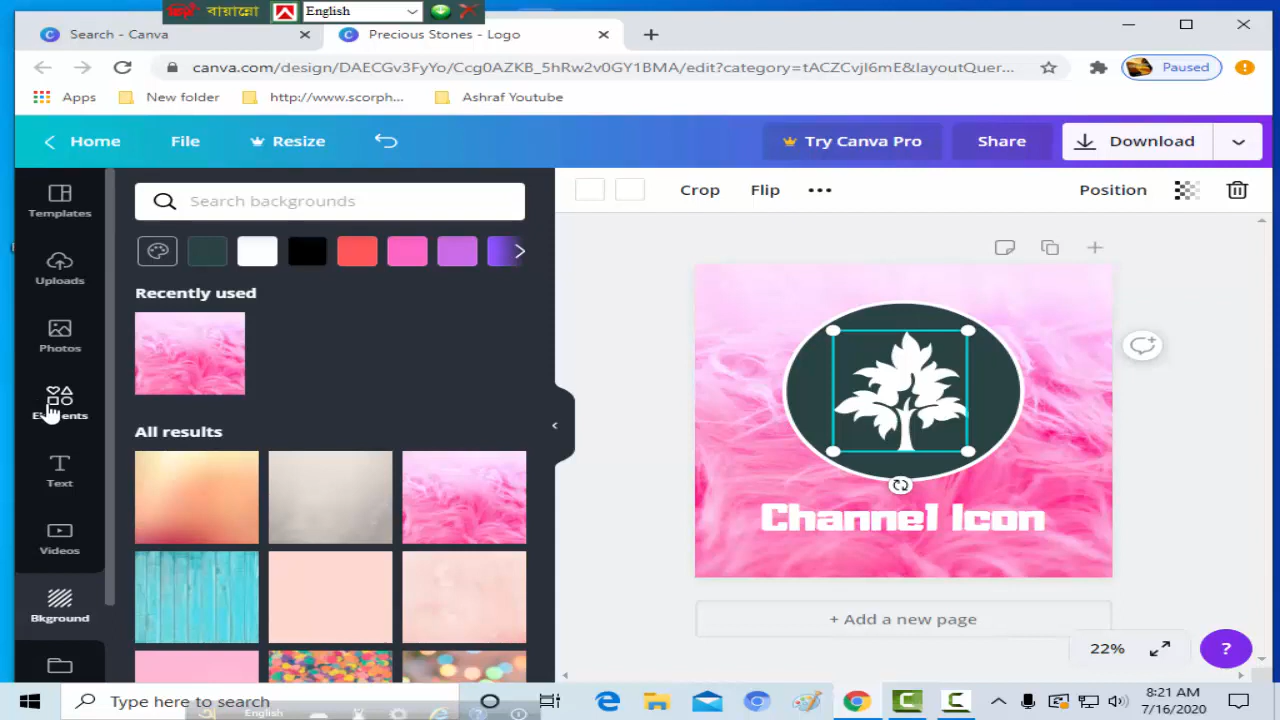 বায়ান্নো English
Search - Canva
Precious Stones - Logo
canva.com/design/DAECGv3FyYo/Ccg0AZKB_5hRw2v0GY1BMA/edit?category=tACZCvjl6mE&layoutQuer...
Paused
Apps New folder http://www.scorph... Ashraf Youtube
Home File Resize Try Canva Pro Share Download
Templates
Uploads
Photos
Elements
Text
Videos
Bkground
Search backgrounds
Recently used
All results
Crop Flip ••• Position
Channel Icon
+ Add a new page
22% ?
Type here to search
English
8:21 AM
7/16/2020